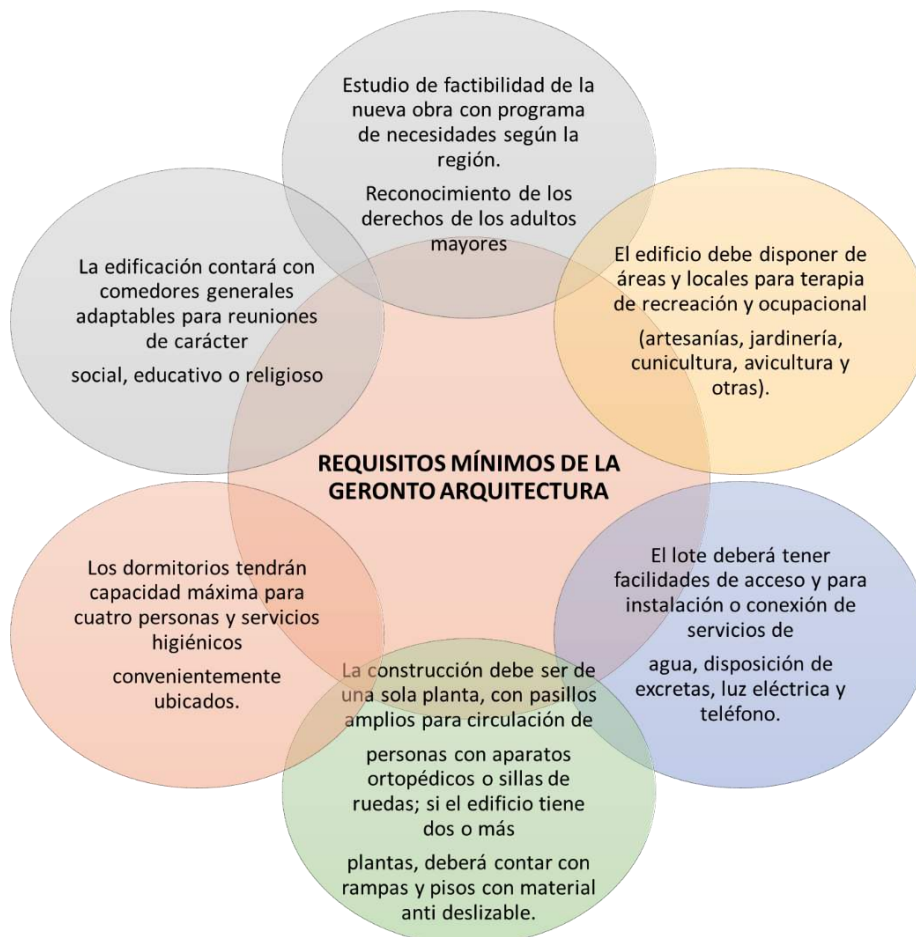 Estudio de factibilidad de la
nueva obra con programa
de necesidades según la
región.
Reconocimiento de los
derechos de los adultos
mayores
El edificio debe disponer de
áreas y locales para terapia
de recreación y ocupacional
(artesanías, jardinería,
cunicultura, avicultura y
otras).
El lote deberá tener
facilidades de acceso y para
instalación o conexión de
servicios de
agua, disposición de
excretas, luz eléctrica y
teléfono.
La construcción debe ser de
una sola planta, con pasillos
amplios para circulación de
personas con aparatos
ortopédicos o sillas de
ruedas; si el edificio tiene
dos o más
plantas, deberá contar con
rampas y pisos con material
anti deslizable.
Los dormitorios tendrán
capacidad máxima para
cuatro personas y servicios
higiénicos
convenientemente
ubicados.
La edificación contará con
comedores generales
adaptables para reuniones
de carácter
social, educativo o religioso
REQUISITOS MÍNIMOS DE LA
GERONTO ARQUITECTURA